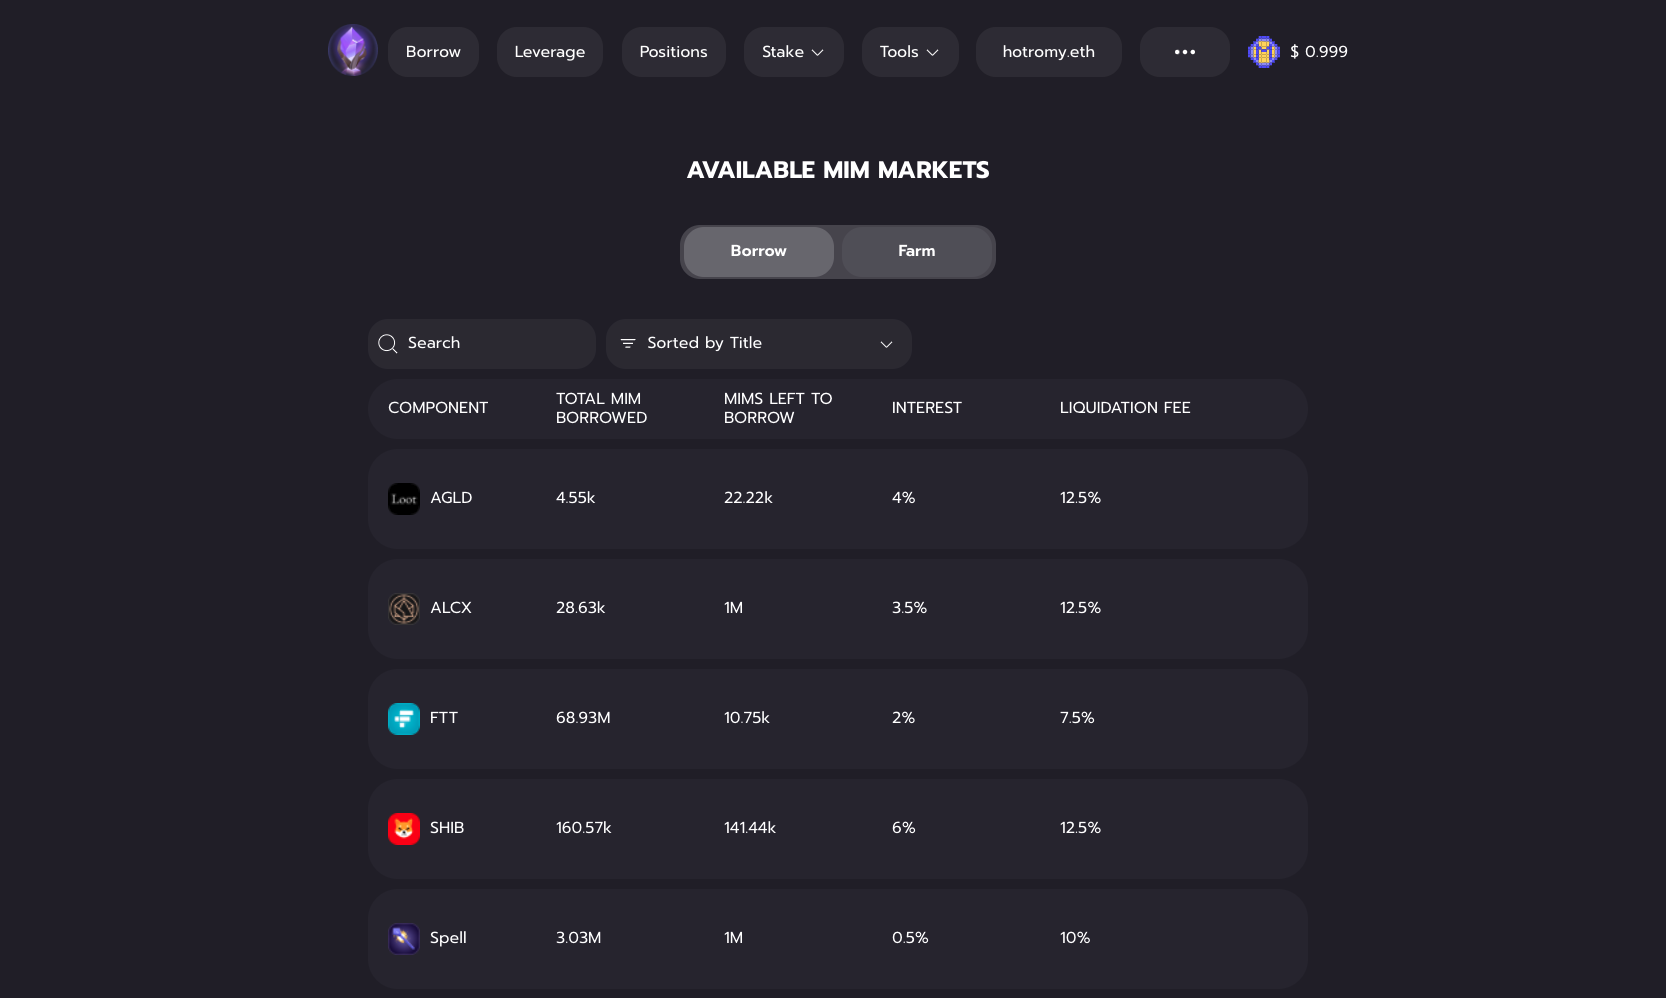 Borrow Leverage Positions Stake Tools hotromy.eth ••• $ 0.999
AVAILABLE MIM MARKETS
Borrow Farm
Search Sorted by Title
COMPONENT TOTAL MIM BORROWED MIMS LEFT TO BORROW INTEREST LIQUIDATION FEE
Loot AGLD 4.55k 22.22k 4% 12.5%
ALCX 28.63k 1M 3.5% 12.5%
FTT 68.93M 10.75k 2% 7.5%
SHIB 160.57k 141.44k 6% 12.5%
Spell 3.03M 1M 0.5% 10%